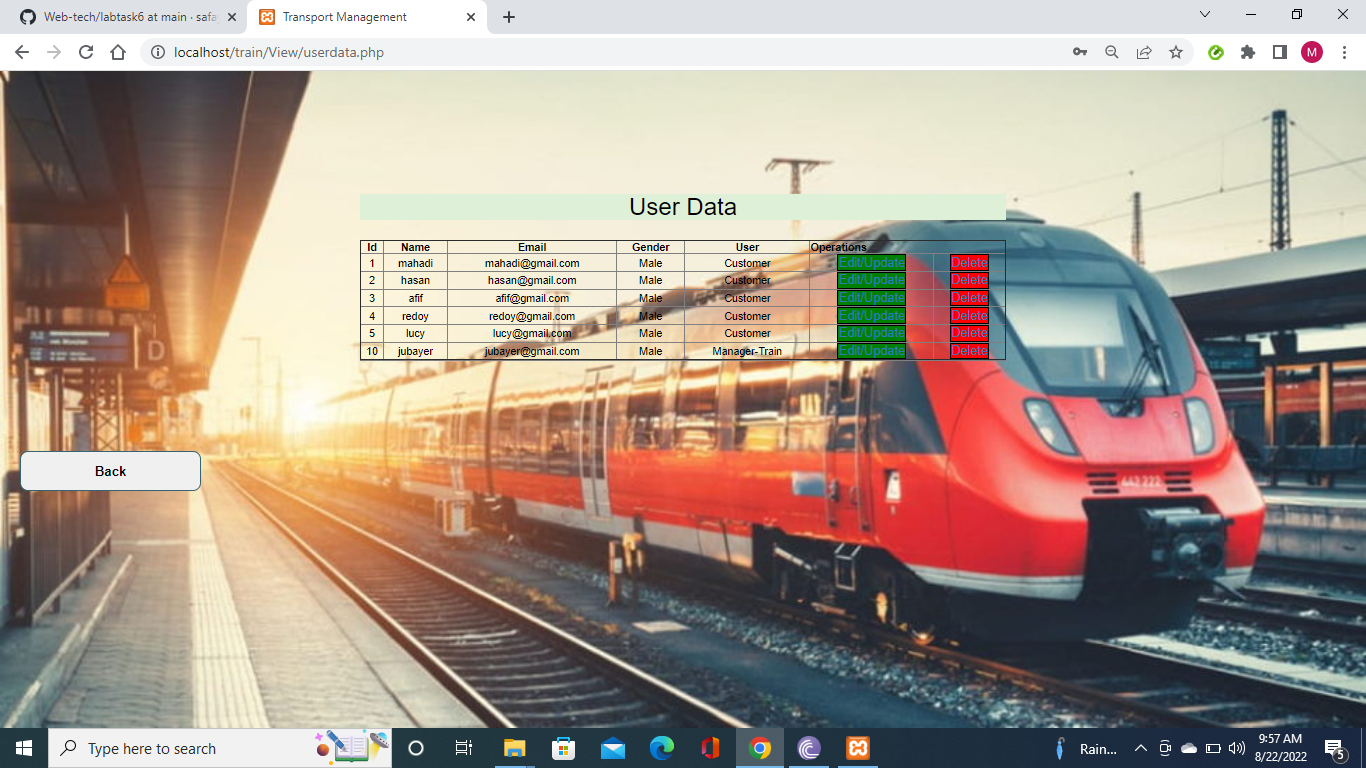 Web-tech/labtask6 at main · safa
Transport Management
localhost/train/View/userdata.php
M
User Data
Id Name Email Gender User Operations
1 mahadi mahadi@gmail.com Male Customer Edit/Update Delete
2 hasan hasan@gmail.com Male Customer Edit/Update Delete
3 afif afif@gmail.com Male Customer Edit/Update Delete
4 redoy redoy@gmail.com Male Customer Edit/Update Delete
5 lucy lucy@gmail.com Male Customer Edit/Update Delete
10 jubayer jubayer@gmail.com Male Manager-Train Edit/Update Delete
D
Back
442 222
Type here to search
Rain...
9:57 AM
8/22/2022
5